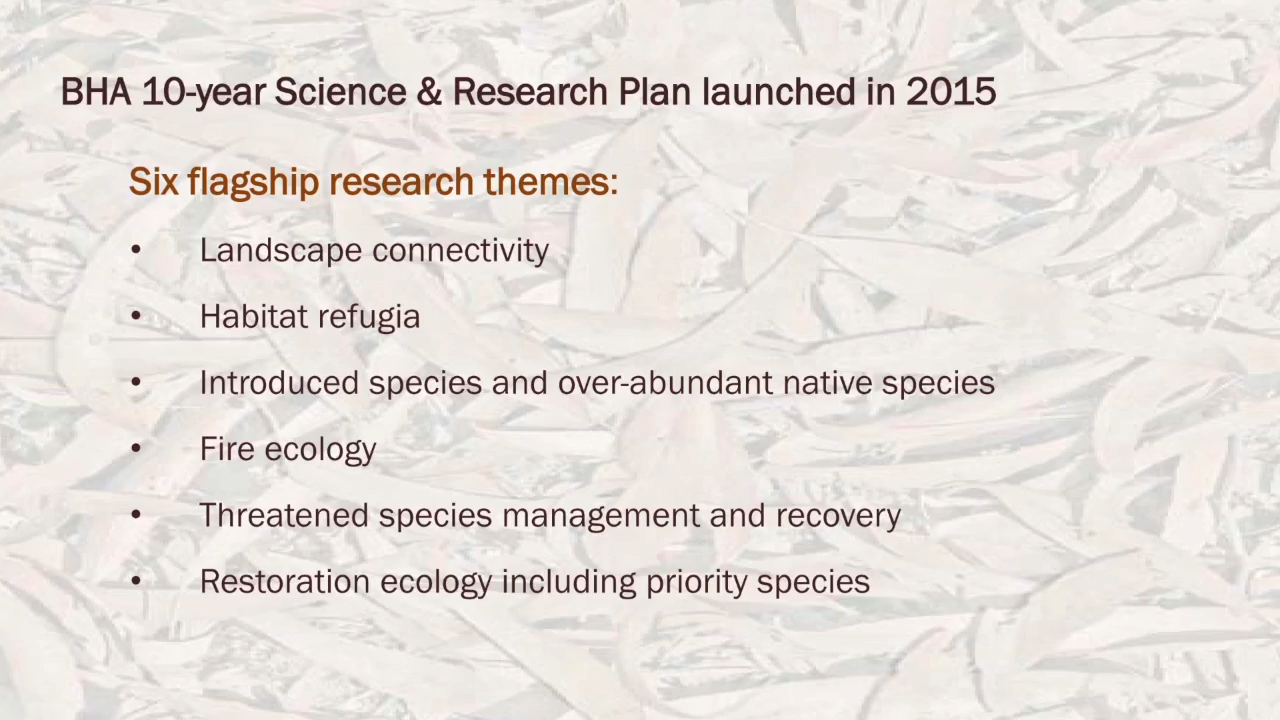 BHA 10-year Science & Research Plan launched in 2015
Six flagship research themes:
• Landscape connectivity
• Habitat refugia
• Introduced species and over-abundant native species
• Fire ecology
• Threatened species management and recovery
• Restoration ecology including priority species